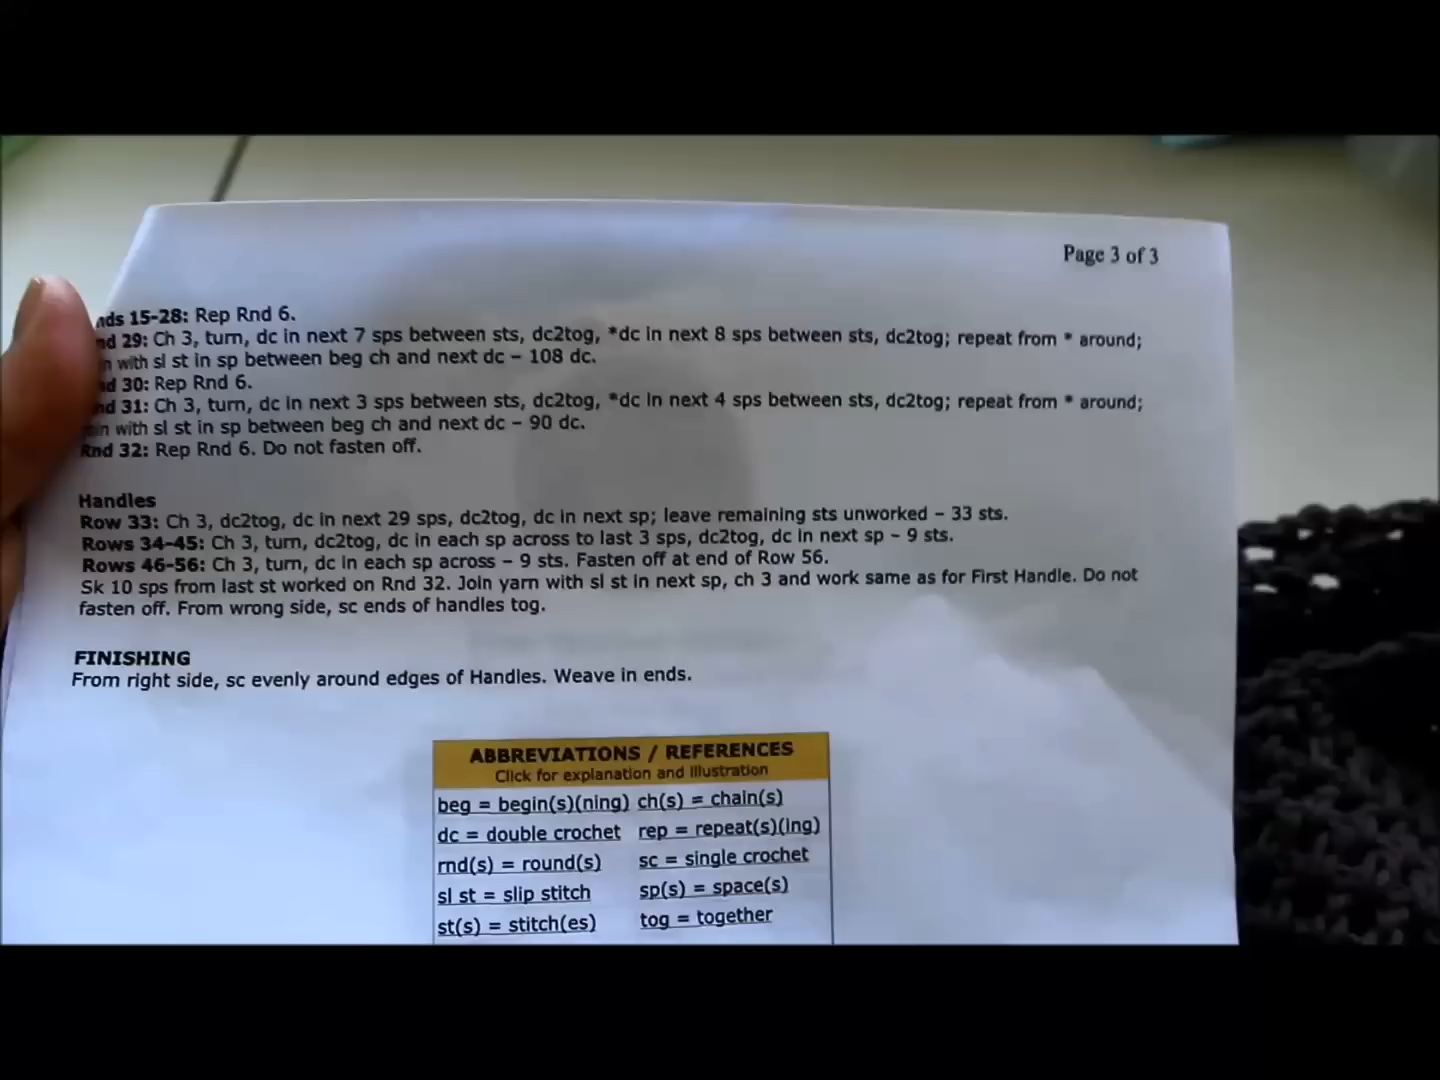 Page 3 of 3
nds 15-28: Rep Rnd 6.
nd 29: Ch 3, turn, dc in next 7 sps between sts, dc2tog, *dc in next 8 sps between sts, dc2tog; repeat from * around;
n with sl st in sp between beg ch and next dc – 108 dc.
d 30: Rep Rnd 6.
nd 31: Ch 3, turn, dc in next 3 sps between sts, dc2tog, *dc in next 4 sps between sts, dc2tog; repeat from * around;
in with sl st in sp between beg ch and next dc – 90 dc.
Rnd 32: Rep Rnd 6. Do not fasten off.
Handles
Row 33: Ch 3, dc2tog, dc in next 29 sps, dc2tog, dc in next sp; leave remaining sts unworked – 33 sts.
Rows 34-45: Ch 3, turn, dc2tog, dc in each sp across to last 3 sps, dc2tog, dc in next sp – 9 sts.
Rows 46-56: Ch 3, turn, dc in each sp across – 9 sts. Fasten off at end of Row 56.
Sk 10 sps from last st worked on Rnd 32. Join yarn with sl st in next sp, ch 3 and work same as for First Handle. Do not
fasten off. From wrong side, sc ends of handles tog.
FINISHING
From right side, sc evenly around edges of Handles. Weave in ends.
ABBREVIATIONS / REFERENCES
Click for explanation and illustration
beg = begin(s)(ning) ch(s) = chain(s)
dc = double crochet rep = repeat(s)(ing)
rnd(s) = round(s) sc = single crochet
sl st = slip stitch sp(s) = space(s)
st(s) = stitch(es) tog = together